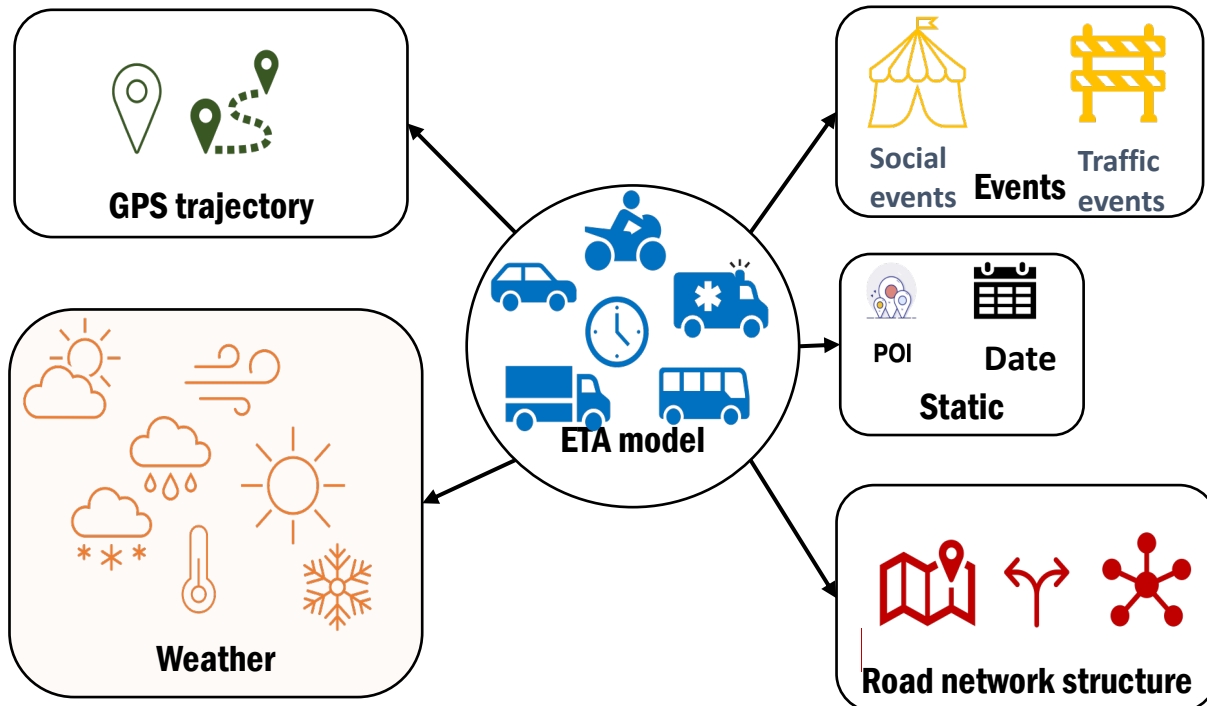 GPS trajectory
Social
events
Events
Traffic
events
ETA model
POI
Date
Static
Weather
Road network structure